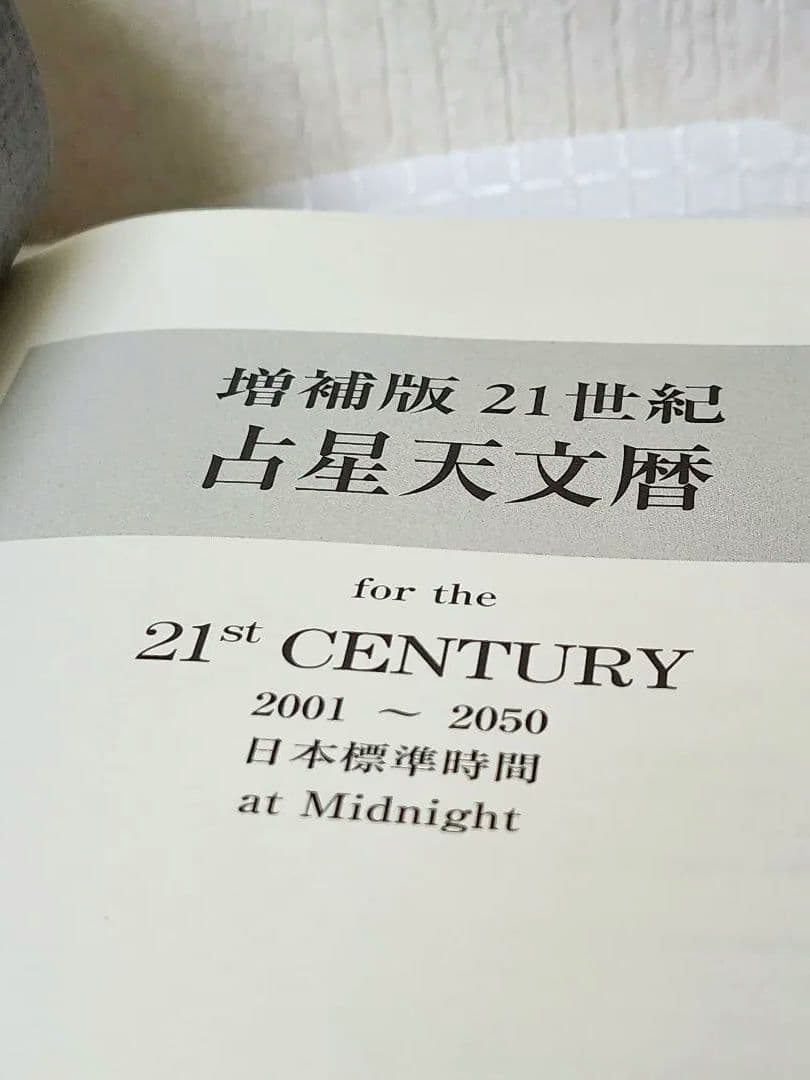 増補版 21世紀
占星天文暦
for the
21st CENTURY
2001 ～ 2050
日本標準時間
at Midnight